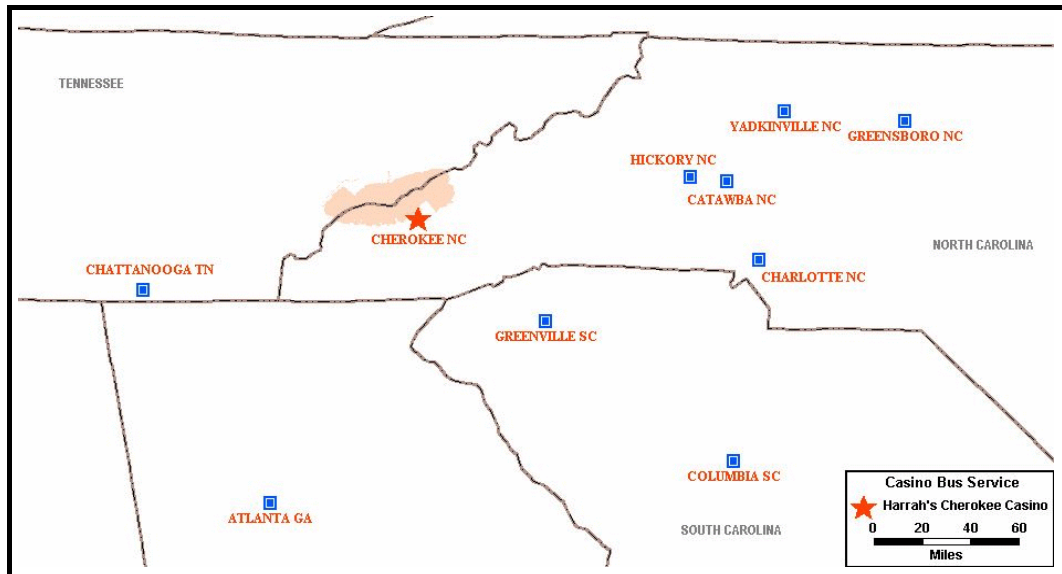 TENNESSEE
YADKINVILLE NC
GREENSBORO NC
HICKORY NC
CATAWBA NC
CHEROKEE NC
NORTH CAROLINA
CHATTANOOGA TN
CHARLOTTE NC
GREENVILLE SC
COLUMBIA SC
ATLANTA GA
SOUTH CAROLINA
Casino Bus Service
Harrah's Cherokee Casino
0 20 40 60
Miles